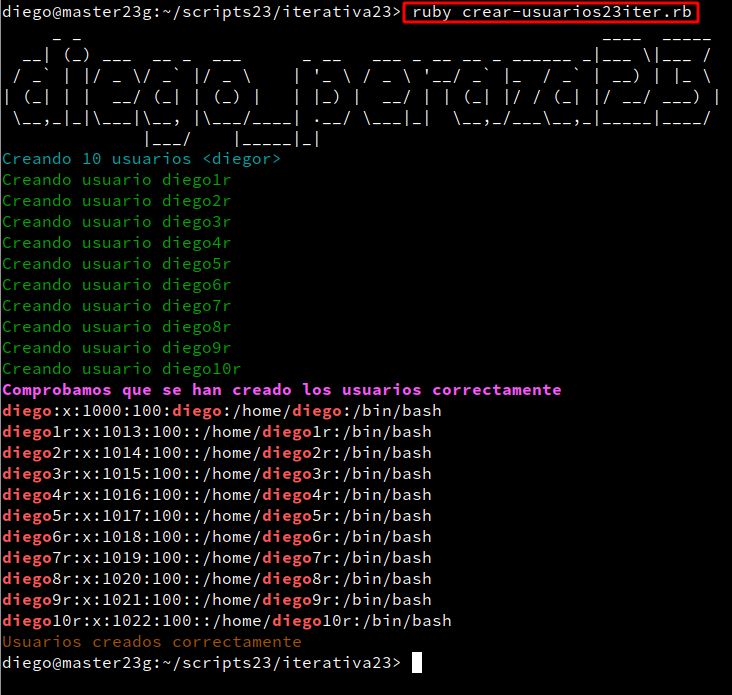 diego@master23g:~/scripts23/iterativa23> ruby crear-usuarios23iter.rb
diego_peraza23
Creando 10 usuarios <diegor>
Creando usuario diego1r
Creando usuario diego2r
Creando usuario diego3r
Creando usuario diego4r
Creando usuario diego5r
Creando usuario diego6r
Creando usuario diego7r
Creando usuario diego8r
Creando usuario diego9r
Creando usuario diego10r
Comprobamos que se han creado los usuarios correctamente
diego:x:1000:100:diego:/home/diego:/bin/bash
diego1r:x:1013:100::/home/diego1r:/bin/bash
diego2r:x:1014:100::/home/diego2r:/bin/bash
diego3r:x:1015:100::/home/diego3r:/bin/bash
diego4r:x:1016:100::/home/diego4r:/bin/bash
diego5r:x:1017:100::/home/diego5r:/bin/bash
diego6r:x:1018:100::/home/diego6r:/bin/bash
diego7r:x:1019:100::/home/diego7r:/bin/bash
diego8r:x:1020:100::/home/diego8r:/bin/bash
diego9r:x:1021:100::/home/diego9r:/bin/bash
diego10r:x:1022:100::/home/diego10r:/bin/bash
Usuarios creados correctamente
diego@master23g:~/scripts23/iterativa23>